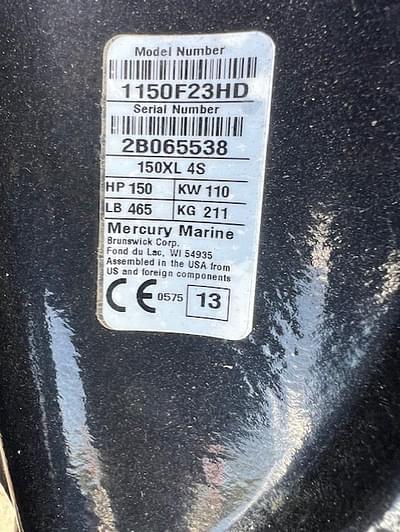 Model Number
1150F23HD
Serial Number
2B065538
150XL 4S
HP 150 KW 110
LB 465 KG 211
Mercury Marine
Brunswick Corp.
Fond du Lac, WI 54935
Assembled in the USA from
US and foreign components
CE 0575 13